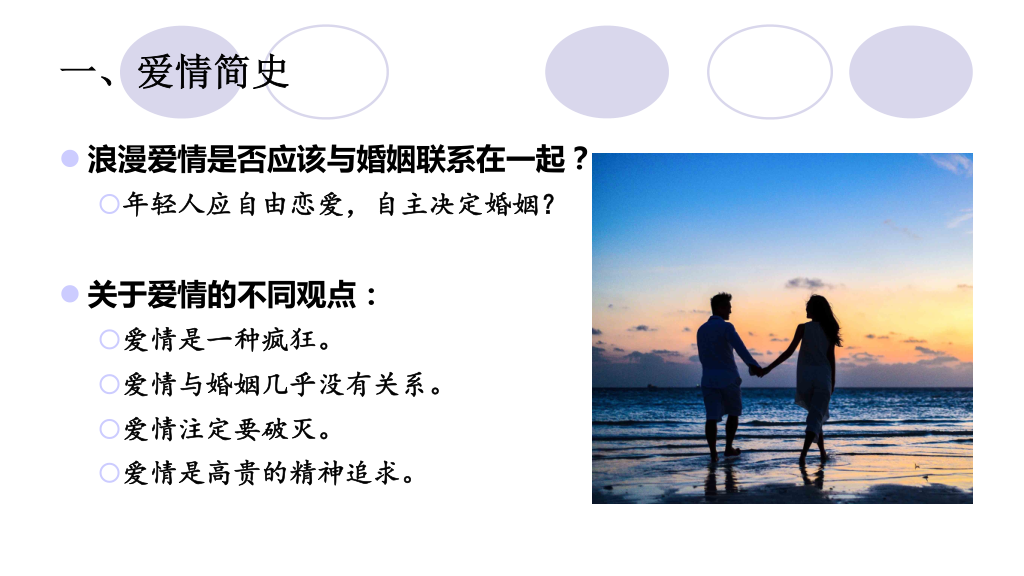 一、爱情简史
浪漫爱情是否应该与婚姻联系在一起？
年轻人应自由恋爱，自主决定婚姻？
关于爱情的不同观点：
爱情是一种疯狂。
爱情与婚姻几乎没有关系。
爱情注定要破灭。
爱情是高贵的精神追求。